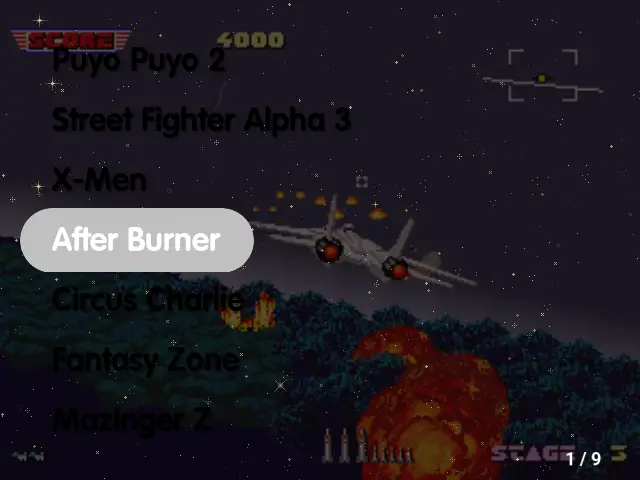 SCORE 4000
Puyo Puyo 2
Street Fighter Alpha 3
X-Men
After Burner
Circus Charlie
Fantasy Zone
Mazinger Z
STAGE 3
1 / 9